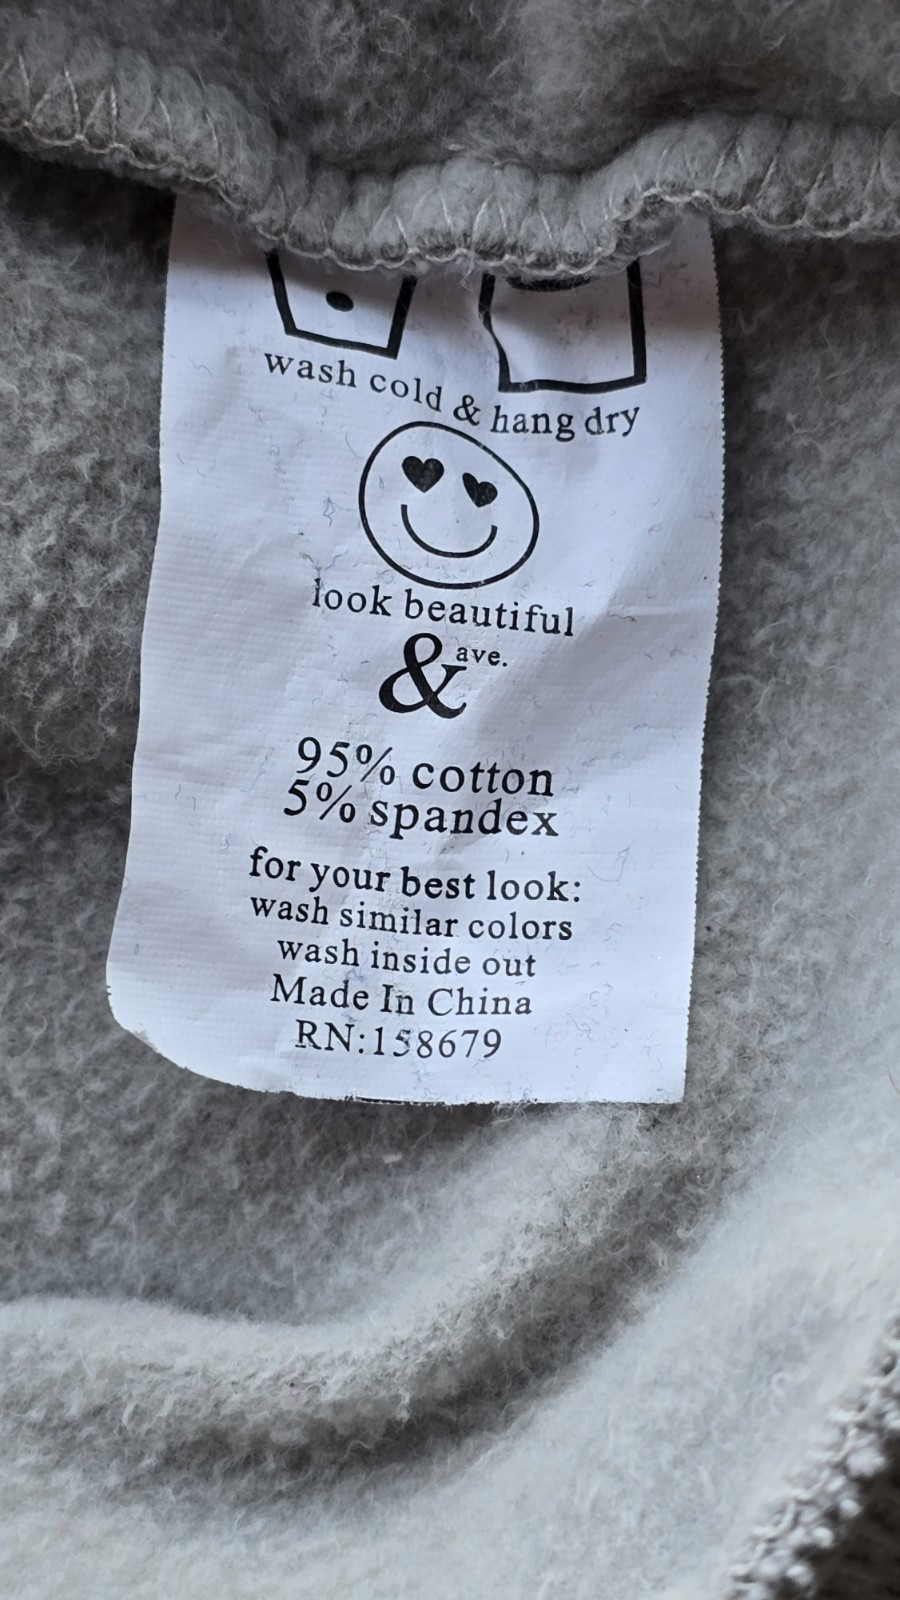 wash cold & hang dry
look beautiful
& ave.
95% cotton
5% spandex
for your best look:
wash similar colors
wash inside out
Made In China
RN:158679